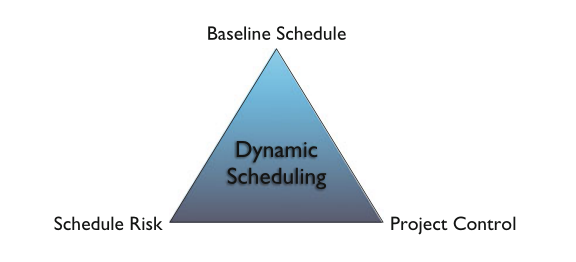 Baseline Schedule
Dynamic
Scheduling
Schedule Risk
Project Control